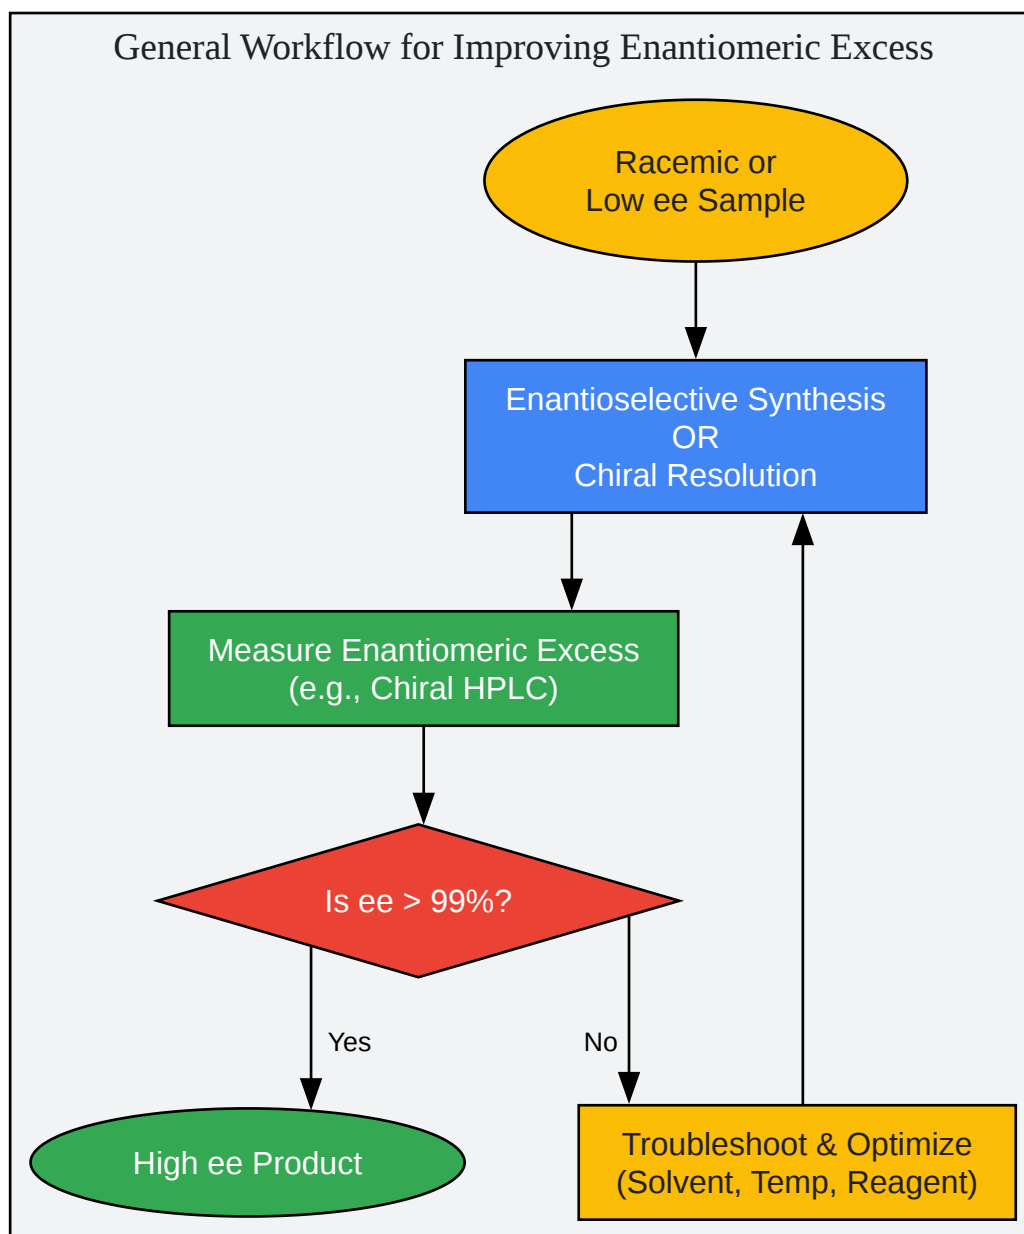 General Workflow for Improving Enantiomeric Excess
Racemic or
Low ee Sample
Enantioselective Synthesis
OR
Chiral Resolution
Measure Enantiomeric Excess
(e.g., Chiral HPLC)
Is ee > 99%?
Yes
No
High ee Product
Troubleshoot & Optimize
(Solvent, Temp, Reagent)